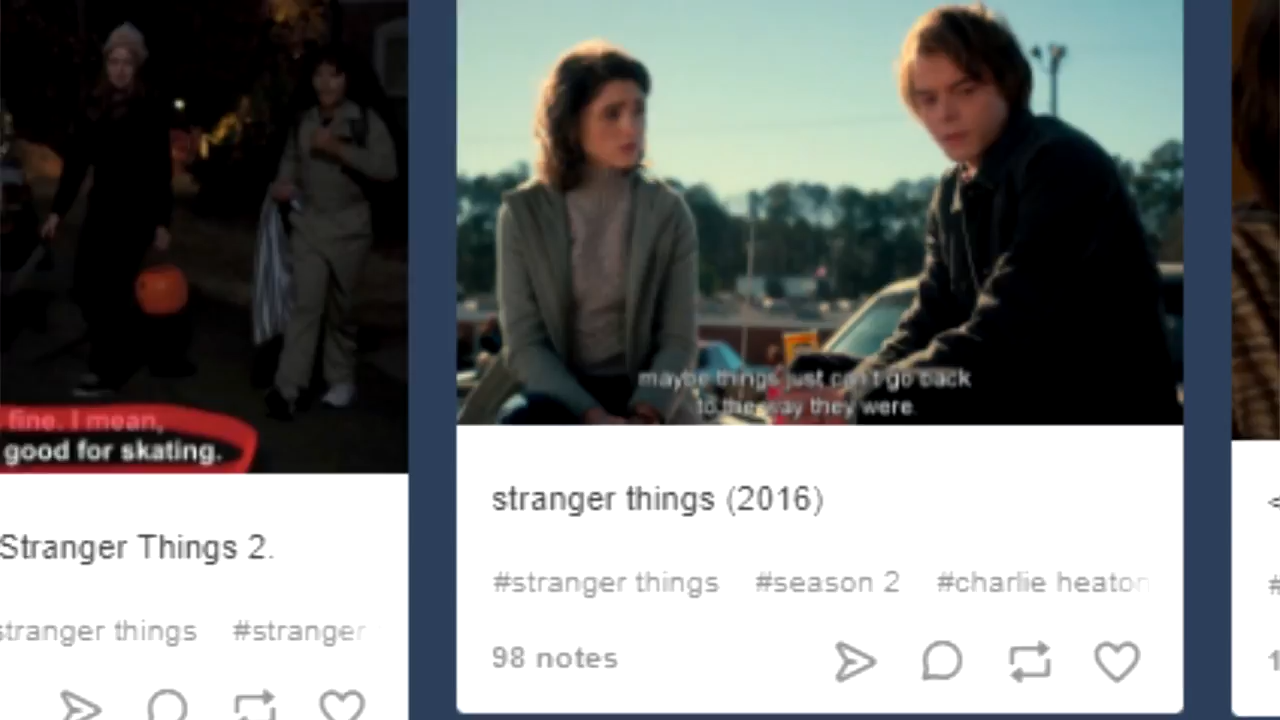 fine. I mean,
good for skating.
Stranger Things 2.
stranger things #stranger
maybe things just can't go back
to the way they were.
stranger things (2016)
#stranger things #season 2 #charlie heaton
98 notes